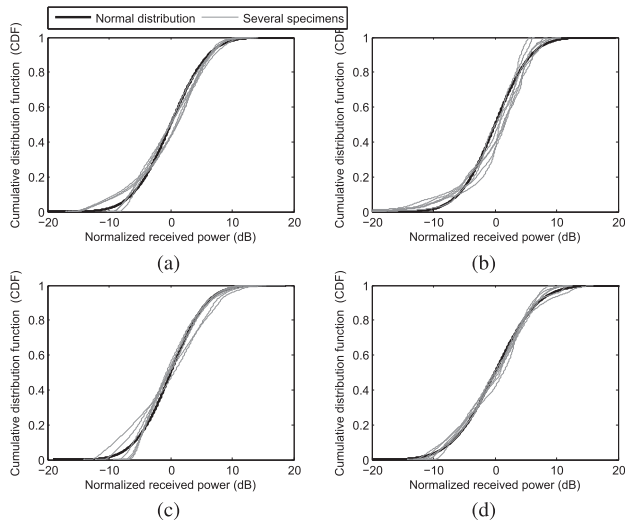 Normal distribution Several specimens
Cumulative distribution function (CDF)
1
0.8
0.6
0.4
0.2
0
−20 −10 0 10 20
Normalized received power (dB)
(a)
Cumulative distribution function (CDF)
1
0.8
0.6
0.4
0.2
0
−20 −10 0 10 20
Normalized received power (dB)
(b)
Cumulative distribution function (CDF)
1
0.8
0.6
0.4
0.2
0
−20 −10 0 10 20
Normalized received power (dB)
(c)
Cumulative distribution function (CDF)
1
0.8
0.6
0.4
0.2
0
−20 −10 0 10 20
Normalized received power (dB)
(d)